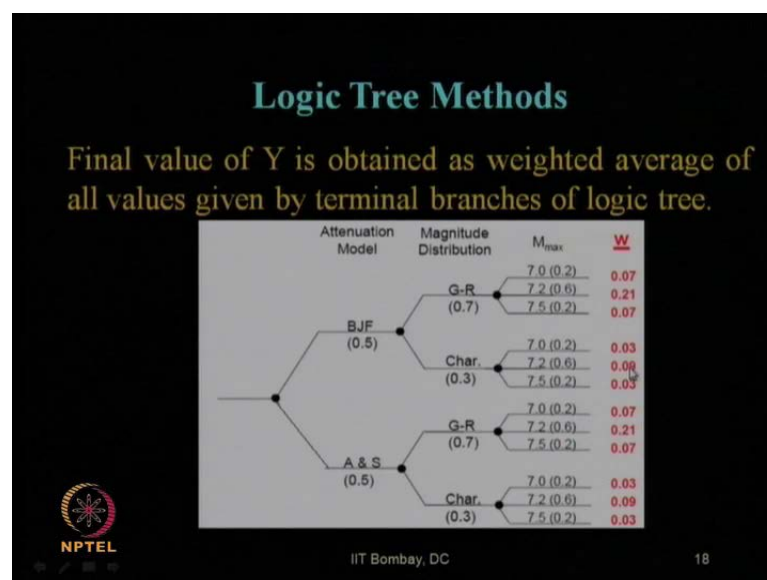 Logic Tree Methods
Final value of Y is obtained as weighted average of
all values given by terminal branches of logic tree.
Attenuation Model
Magnitude Distribution
Mmax
W
BJF
(0.5)
G-R
(0.7)
7.0 (0.2) 0.07
7.2 (0.6) 0.21
7.5 (0.2) 0.07
Char.
(0.3)
7.0 (0.2) 0.03
7.2 (0.6) 0.09
7.5 (0.2) 0.03
A & S
(0.5)
G-R
(0.7)
7.0 (0.2) 0.07
7.2 (0.6) 0.21
7.5 (0.2) 0.07
Char.
(0.3)
7.0 (0.2) 0.03
7.2 (0.6) 0.09
7.5 (0.2) 0.03
NPTEL
IIT Bombay, DC
18